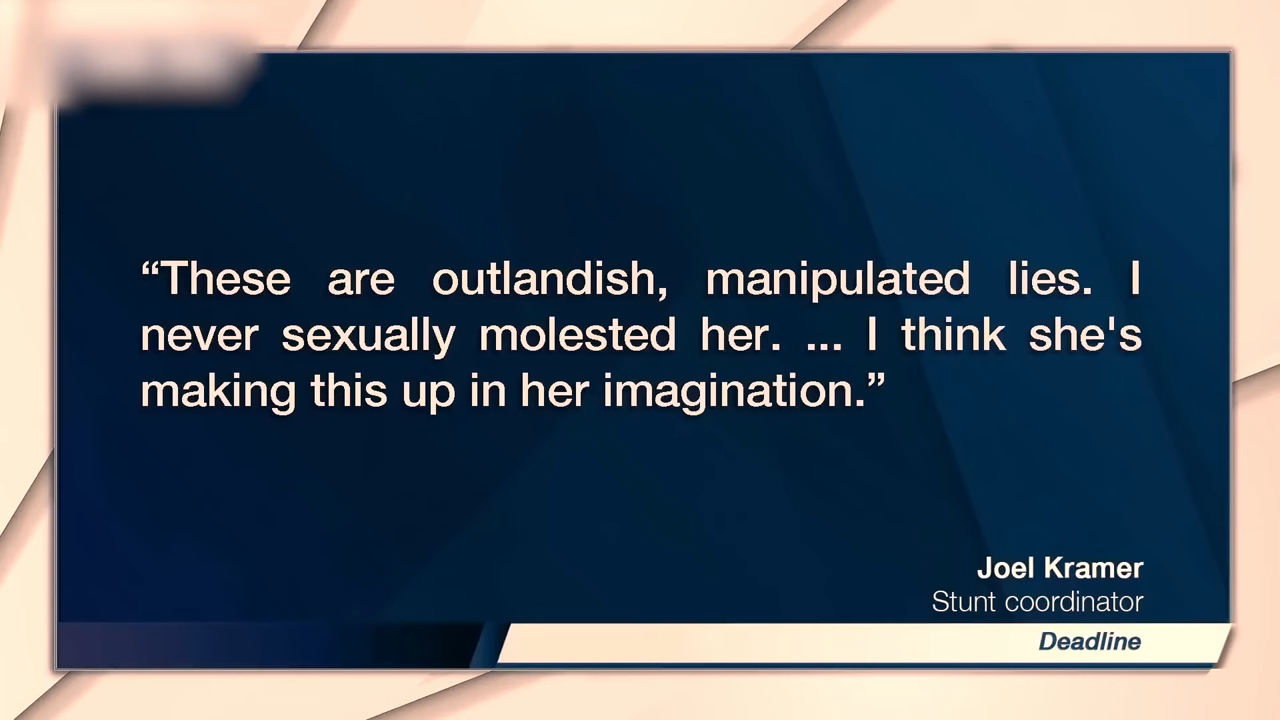 “These are outlandish, manipulated lies. I
never sexually molested her. ... I think she's
making this up in her imagination.”
Joel Kramer
Stunt coordinator
Deadline